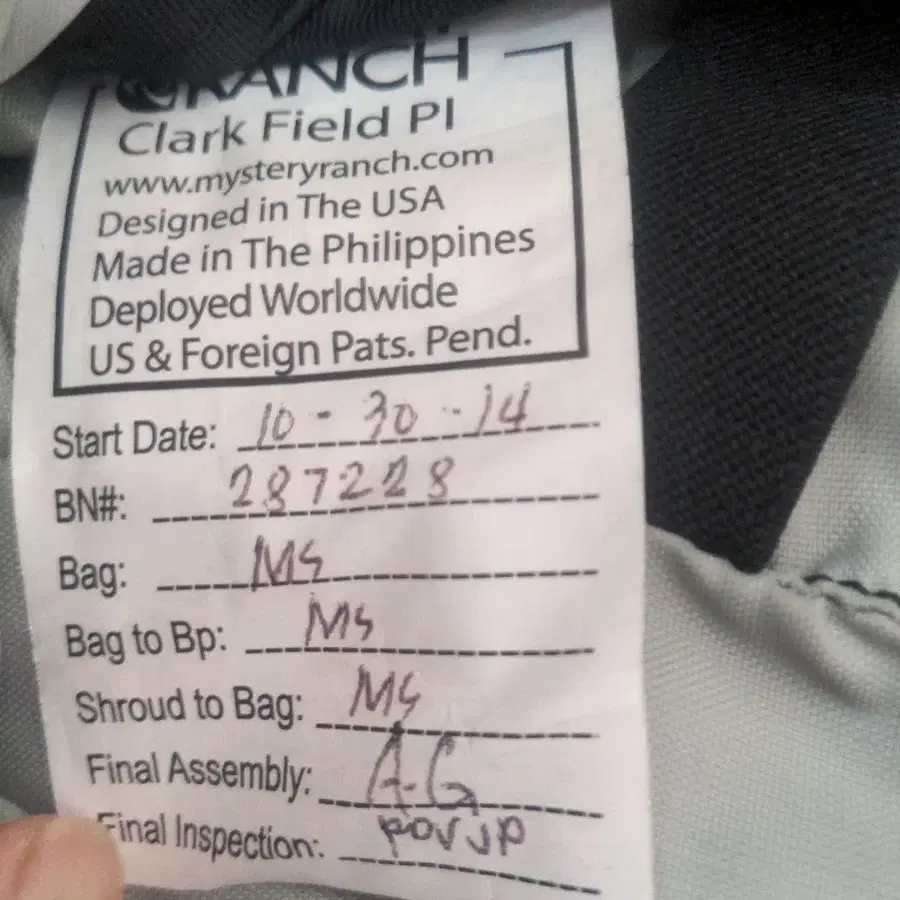 RANCH
Clark Field PI
www.mysteryranch.com
Designed in The USA
Made in The Philippines
Deployed Worldwide
US & Foreign Pats. Pend.
Start Date: 10-30-14
BN#: 287228
Bag: MS
Bag to Bp: MS
Shroud to Bag: MS
Final Assembly: A-G
Final Inspection: